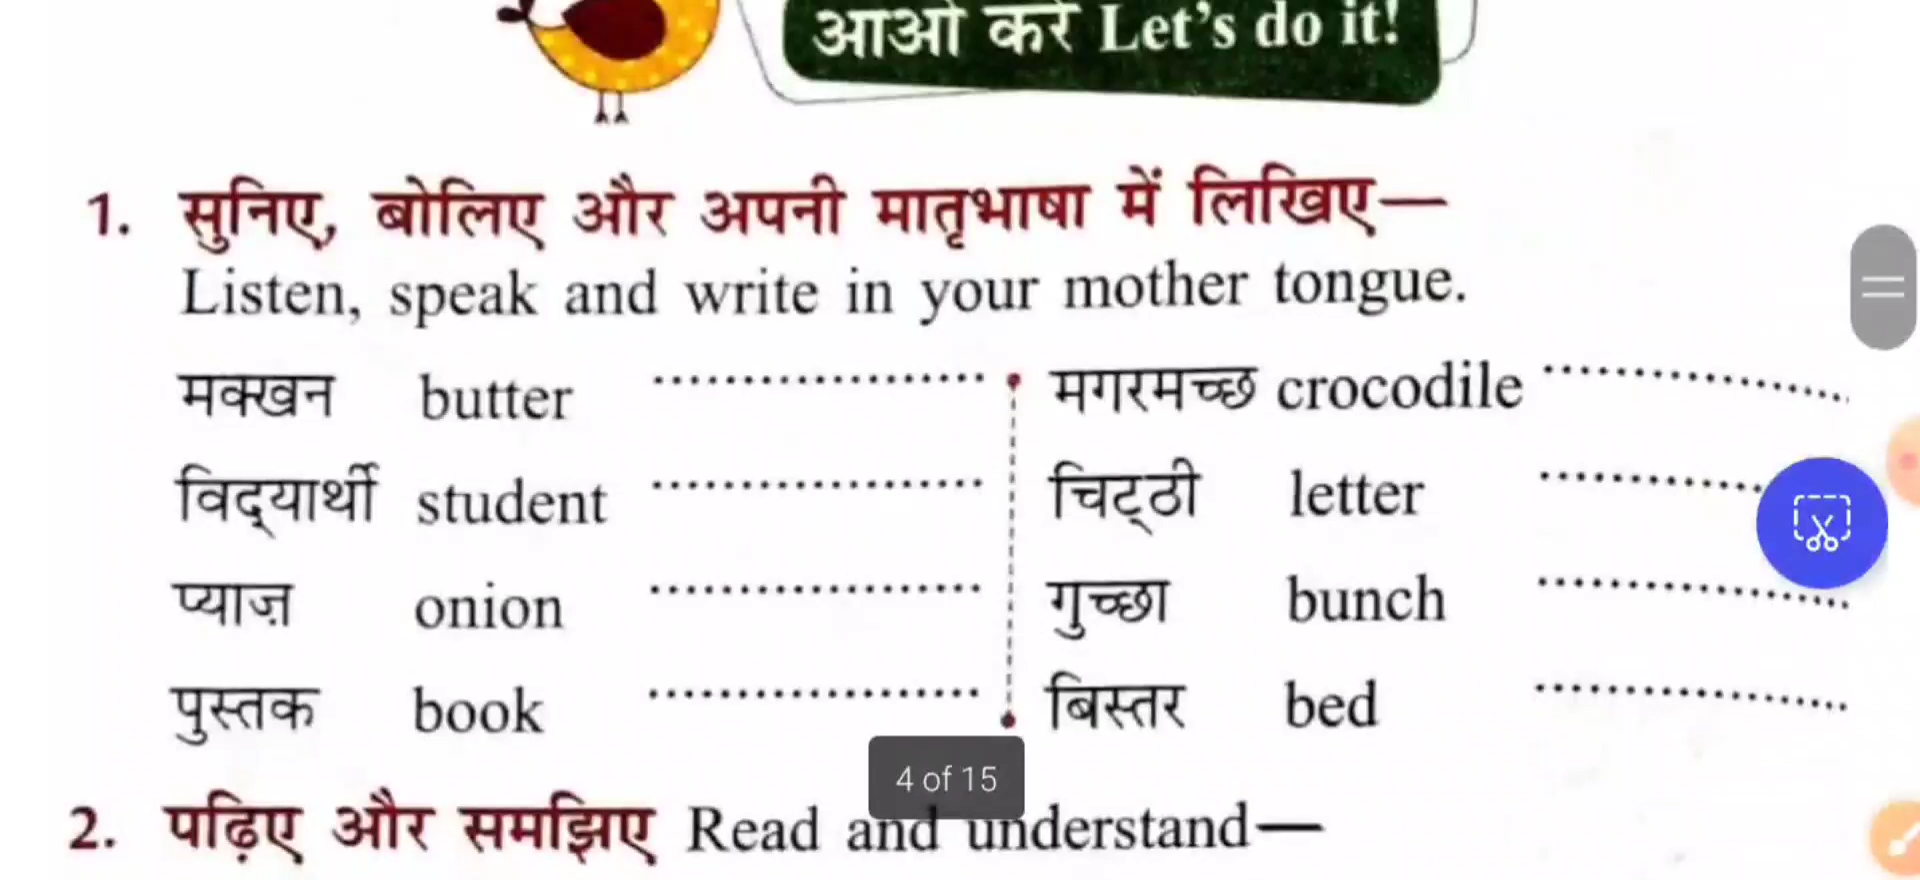 आओ करें Let's do it!
1. सुनिए, बोलिए और अपनी मातृभाषा में लिखिए—
Listen, speak and write in your mother tongue.
मक्खन butter .................... मगरमच्छ crocodile ....................
विद्‌यार्थी student .................... चिट्‌ठी letter ....................
प्याज़ onion .................... गुच्छा bunch ....................
पुस्तक book .................... बिस्तर bed ....................
4 of 15
2. पढ़िए और समझिए Read and understand—